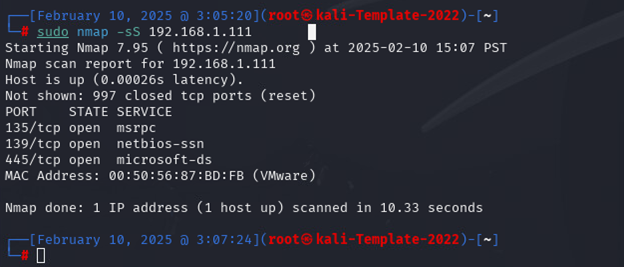 ┌──[February 10, 2025 @ 3:05:20](root㉿kali-Template-2022)-[~]
└─# sudo nmap -sS 192.168.1.111
Starting Nmap 7.95 ( https://nmap.org ) at 2025-02-10 15:07 PST
Nmap scan report for 192.168.1.111
Host is up (0.00026s latency).
Not shown: 997 closed tcp ports (reset)
PORT    STATE SERVICE
135/tcp open  msrpc
139/tcp open  netbios-ssn
445/tcp open  microsoft-ds
MAC Address: 00:50:56:87:BD:FB (VMware)
Nmap done: 1 IP address (1 host up) scanned in 10.33 seconds
┌──[February 10, 2025 @ 3:07:24](root㉿kali-Template-2022)-[~]
└─#